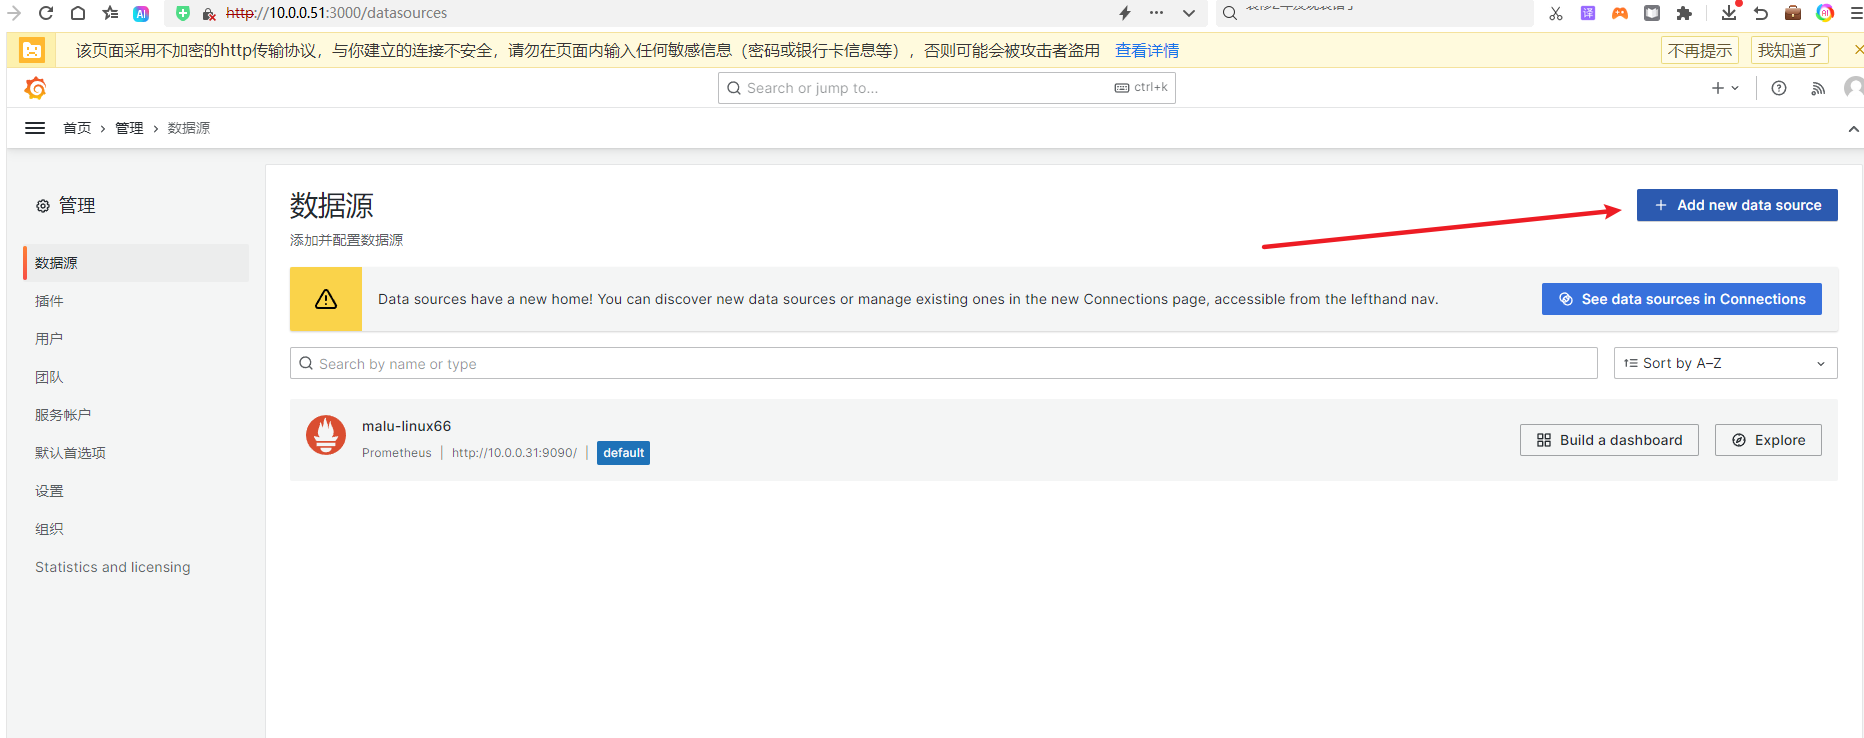 http://10.0.0.51:3000/datasources
该页面采用不加密的http传输协议，与你建立的连接不安全，请勿在页面内输入任何敏感信息（密码或银行卡信息等），否则可能会被攻击者盗用 查看详情 不再提示 我知道了
Search or jump to... ctrl+k
首页 › 管理 › 数据源
管理
数据源
插件
用户
团队
服务帐户
默认首选项
设置
组织
Statistics and licensing
数据源
添加并配置数据源
+ Add new data source
Data sources have a new home! You can discover new data sources or manage existing ones in the new Connections page, accessible from the lefthand nav.
See data sources in Connections
Search by name or type
Sort by A–Z
malu-linux66
Prometheus | http://10.0.0.31:9090/ | default
Build a dashboard
Explore